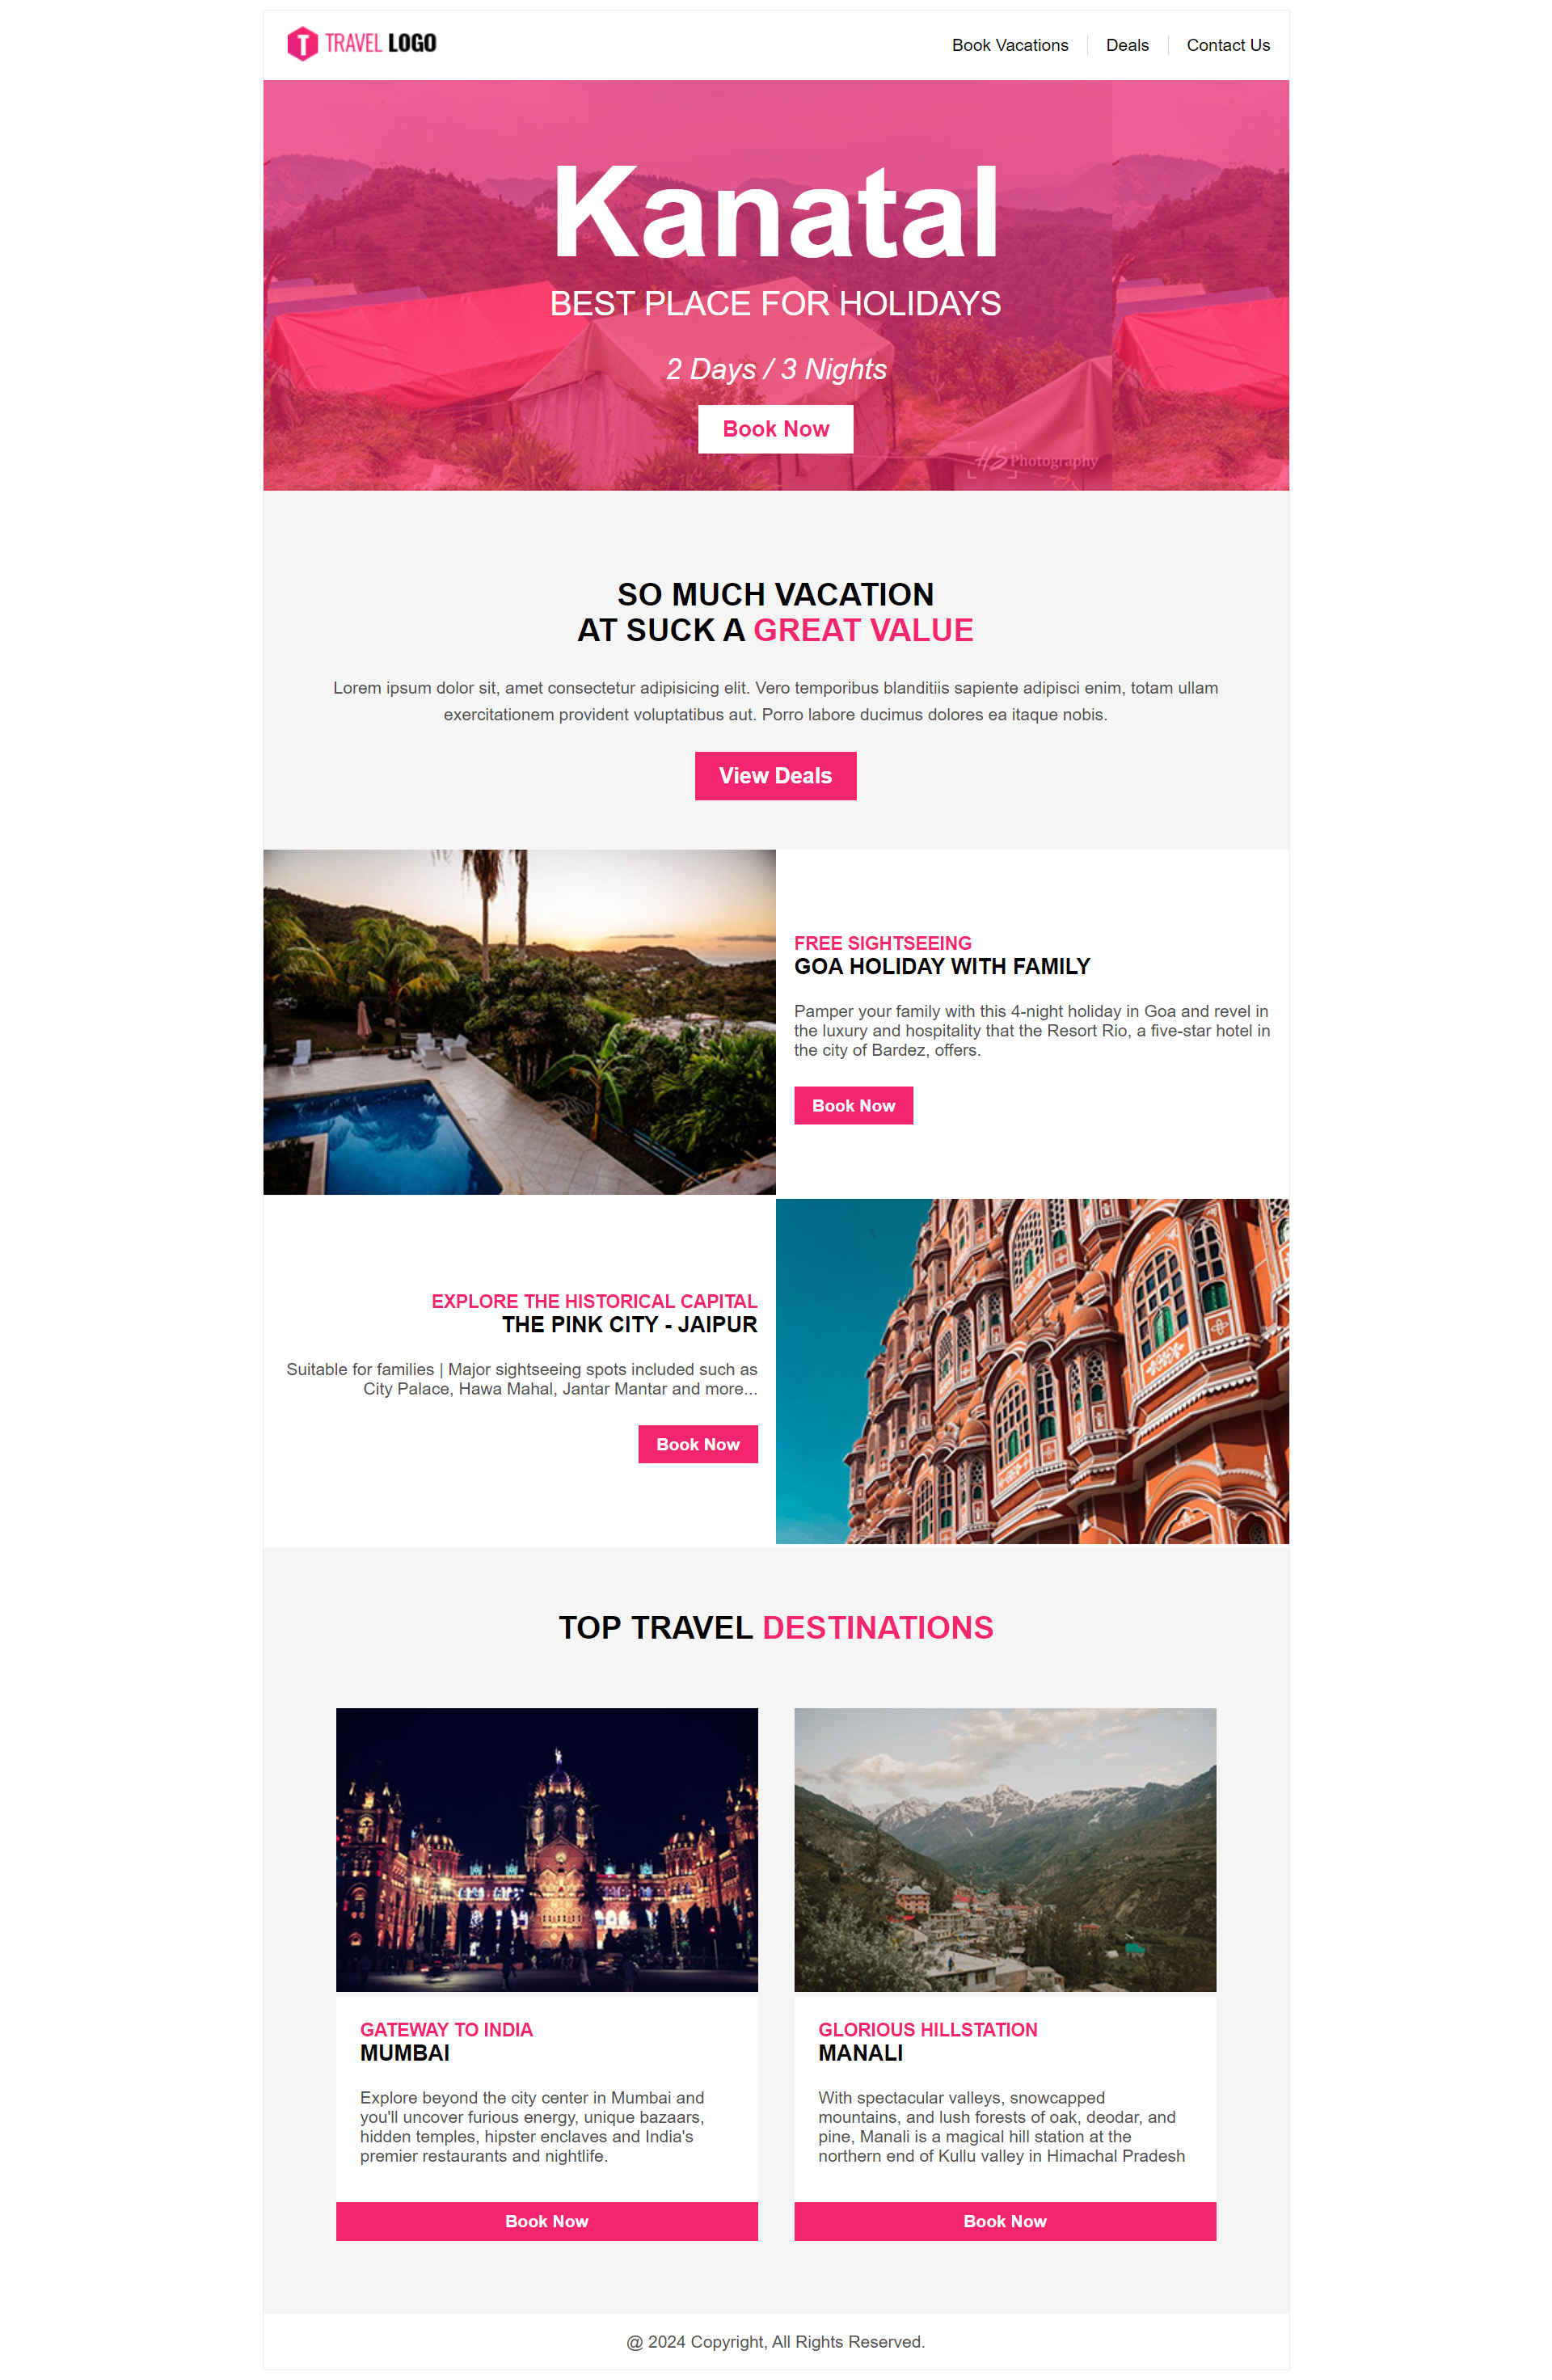 T TRAVEL LOGO
Book Vacations
Deals
Contact Us
Kanatal
BEST PLACE FOR HOLIDAYS
2 Days / 3 Nights
Book Now
HS Photography
SO MUCH VACATION
AT SUCK A GREAT VALUE
Lorem ipsum dolor sit, amet consectetur adipisicing elit. Vero temporibus blanditiis sapiente adipisci enim, totam ullam
exercitationem provident voluptatibus aut. Porro labore ducimus dolores ea itaque nobis.
View Deals
FREE SIGHTSEEING
GOA HOLIDAY WITH FAMILY
Pamper your family with this 4-night holiday in Goa and revel in
the luxury and hospitality that the Resort Rio, a five-star hotel in
the city of Bardez, offers.
Book Now
EXPLORE THE HISTORICAL CAPITAL
THE PINK CITY - JAIPUR
Suitable for families | Major sightseeing spots included such as
City Palace, Hawa Mahal, Jantar Mantar and more...
Book Now
TOP TRAVEL DESTINATIONS
GATEWAY TO INDIA
MUMBAI
Explore beyond the city center in Mumbai and
you'll uncover furious energy, unique bazaars,
hidden temples, hipster enclaves and India's
premier restaurants and nightlife.
Book Now
GLORIOUS HILLSTATION
MANALI
With spectacular valleys, snowcapped
mountains, and lush forests of oak, deodar, and
pine, Manali is a magical hill station at the
northern end of Kullu valley in Himachal Pradesh
Book Now
@ 2024 Copyright, All Rights Reserved.